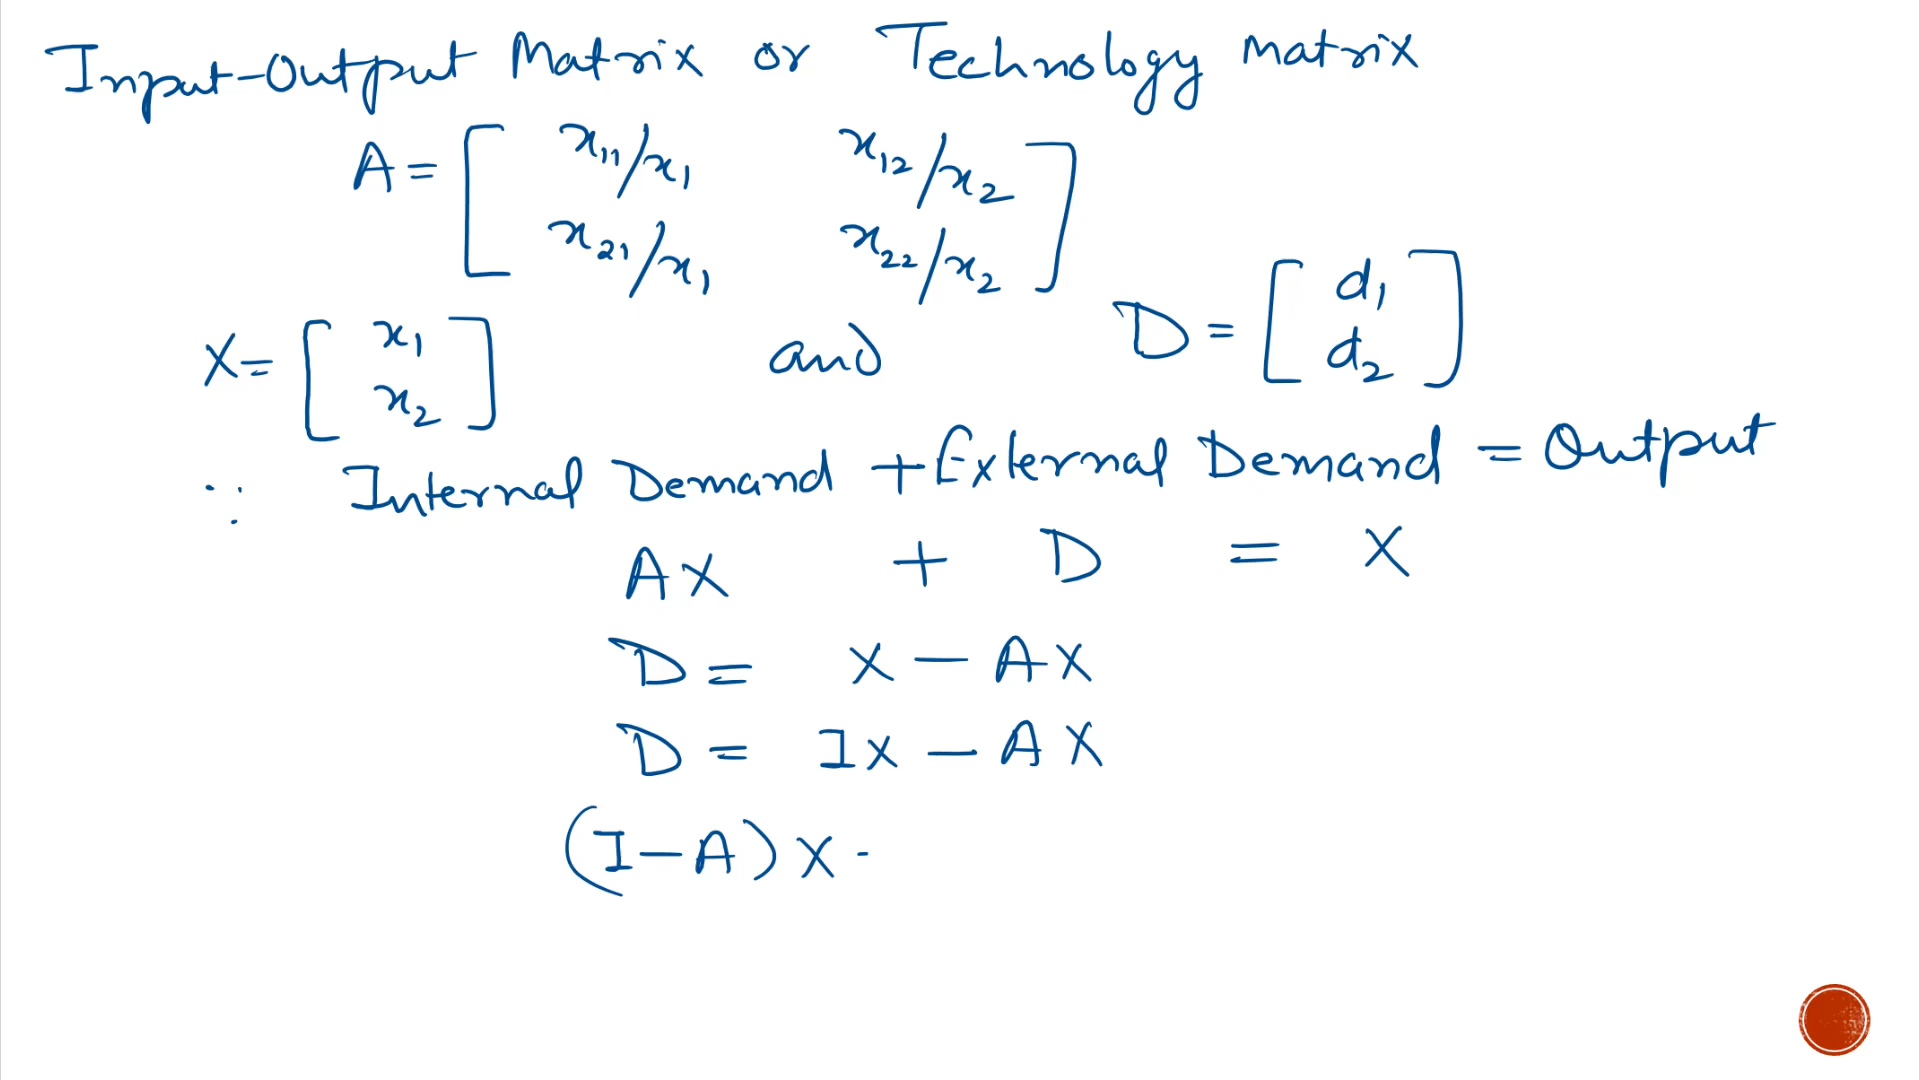 Input-Output Matrix or Technology matrix
A = [ x₁₁/x₁ x₁₂/x₂
x₂₁/x₁ x₂₂/x₂ ]
X = [ x₁
x₂ ] and D = [ d₁
d₂ ]
∵ Internal Demand + External Demand = Output
AX + D = X
D = X − AX
D = IX − AX
(I−A) X -